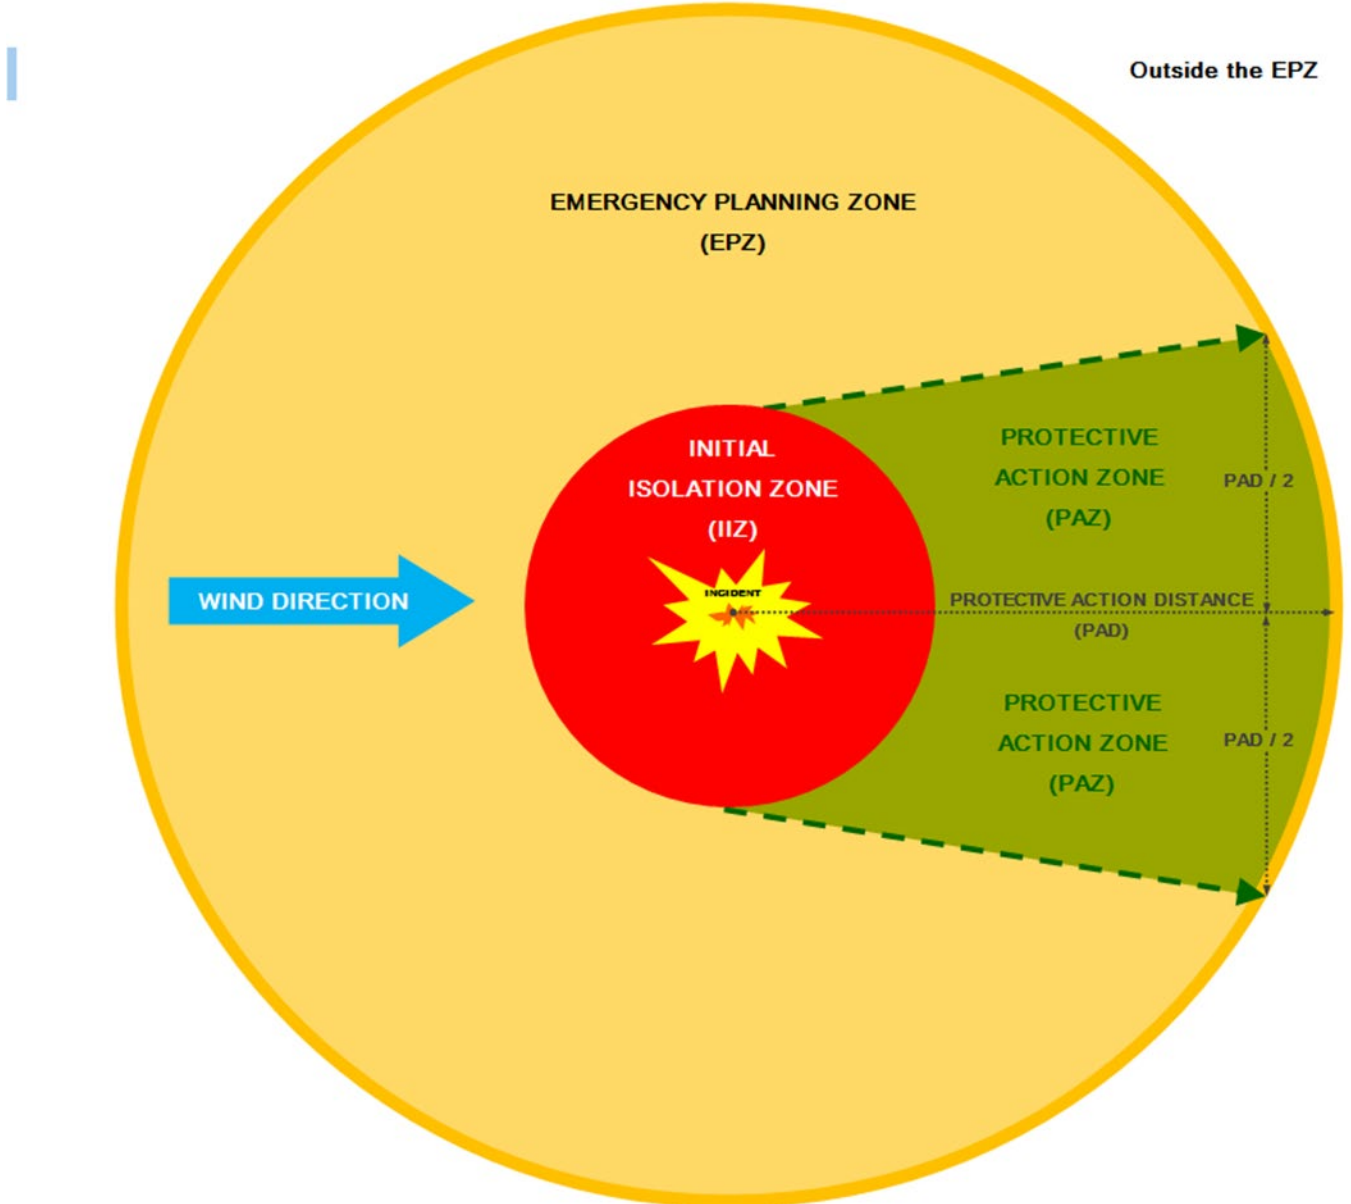 Outside the EPZ
EMERGENCY PLANNING ZONE
(EPZ)
INITIAL
ISOLATION ZONE
(IIZ)
INCIDENT
WIND DIRECTION
PROTECTIVE
ACTION ZONE
(PAZ)
PAD / 2
PROTECTIVE ACTION DISTANCE
(PAD)
PROTECTIVE
ACTION ZONE
(PAZ)
PAD / 2